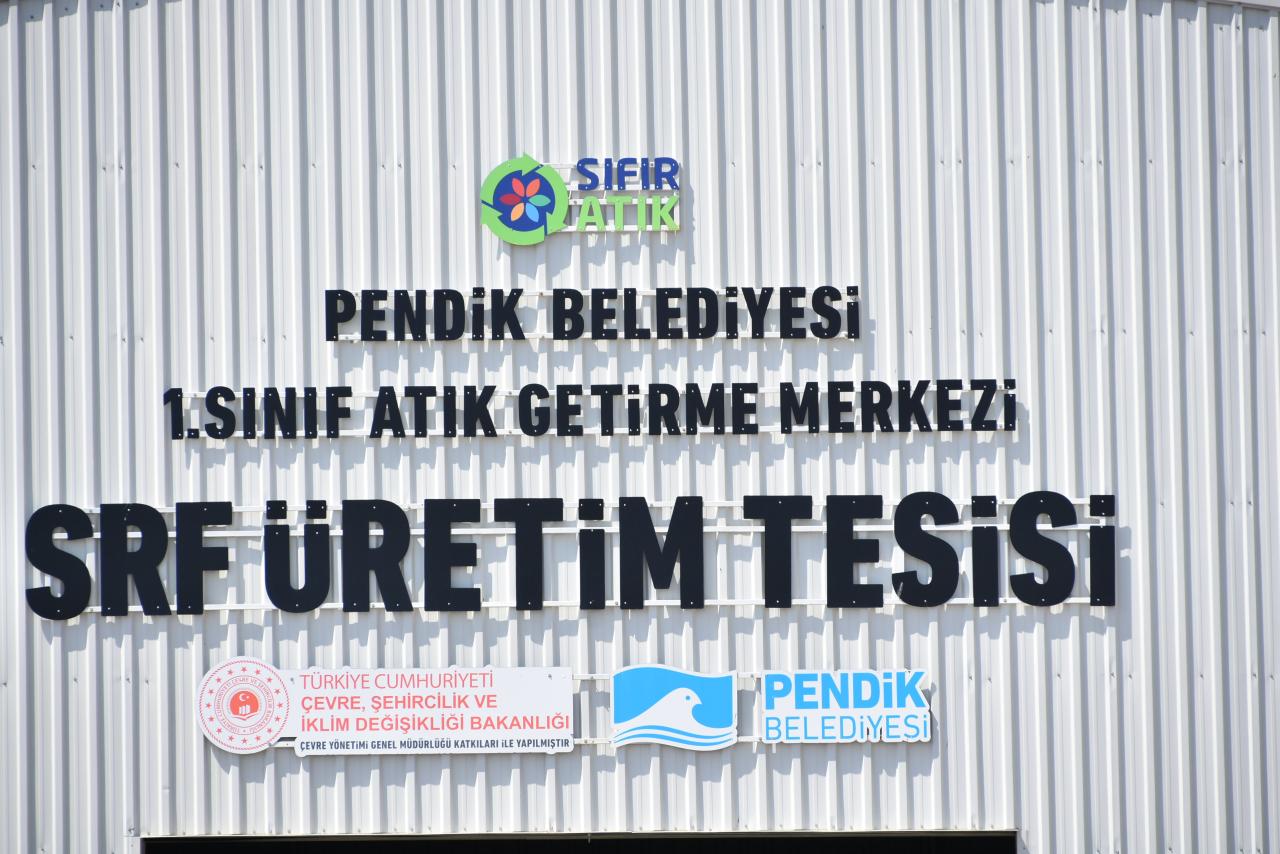 SIFIR
ATIK
PENDİK BELEDİYESİ
1.SINIF ATIK GETİRME MERKEZİ
SRF ÜRETİM TESİSİ
TÜRKİYE CUMHURİYETİ
ÇEVRE, ŞEHİRCİLİK VE
İKLİM DEĞİŞİKLİĞİ BAKANLIĞI
ÇEVRE YÖNETİMİ GENEL MÜDÜRLÜĞÜ KATKILARI İLE YAPILMIŞTIR
PENDİK
BELEDİYESİ